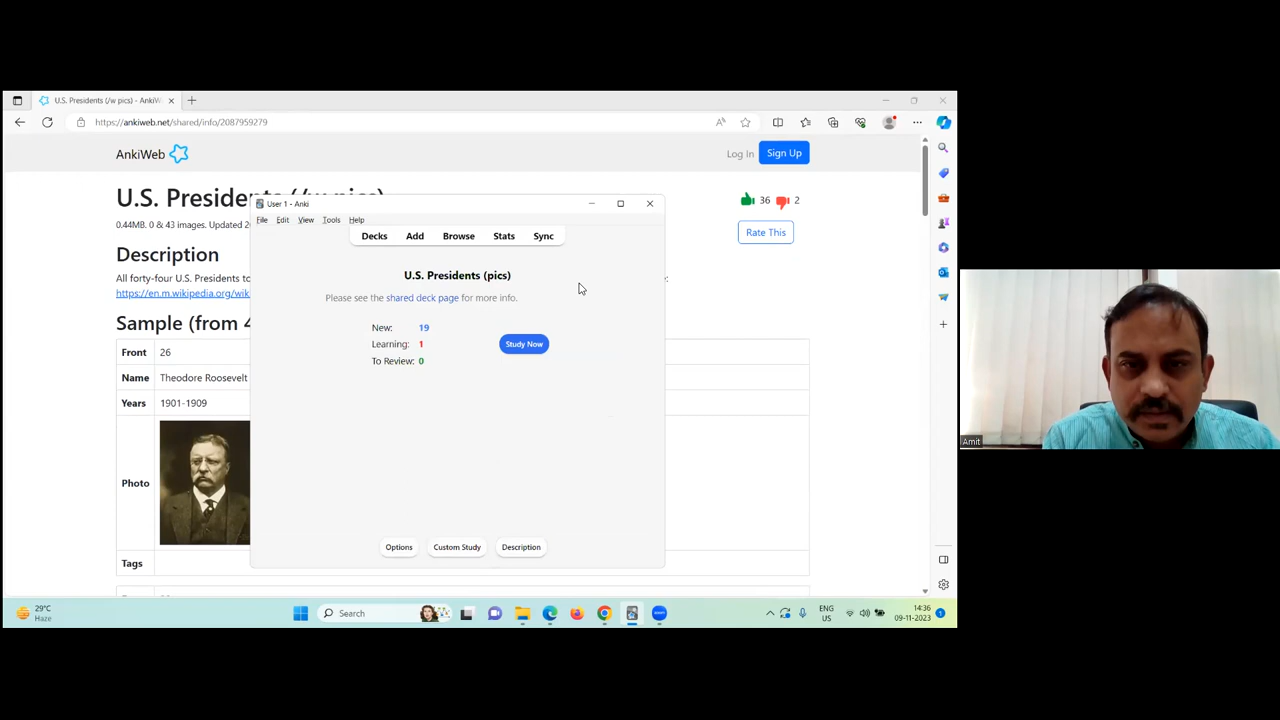 U.S. Presidents (/w pics) - AnkiW
https://ankiweb.net/shared/info/2087959279
AnkiWeb
Log In
Sign Up
U.S. Presidents (/w pics)
36
2
0.44MB. 0 & 43 images. Updated 2
Rate This
Description
All forty-four U.S. Presidents to
https://en.m.wikipedia.org/wik
Sample (from 4
Front 26
Name Theodore Roosevelt
Years 1901-1909
Photo
Tags
User 1 - Anki
File Edit View Tools Help
Decks Add Browse Stats Sync
U.S. Presidents (pics)
Please see the shared deck page for more info.
New: 19
Learning: 1
To Review: 0
Study Now
Options Custom Study Description
Amit
29°C
Haze
Search
ENG
US
14:36
09-11-2023
1